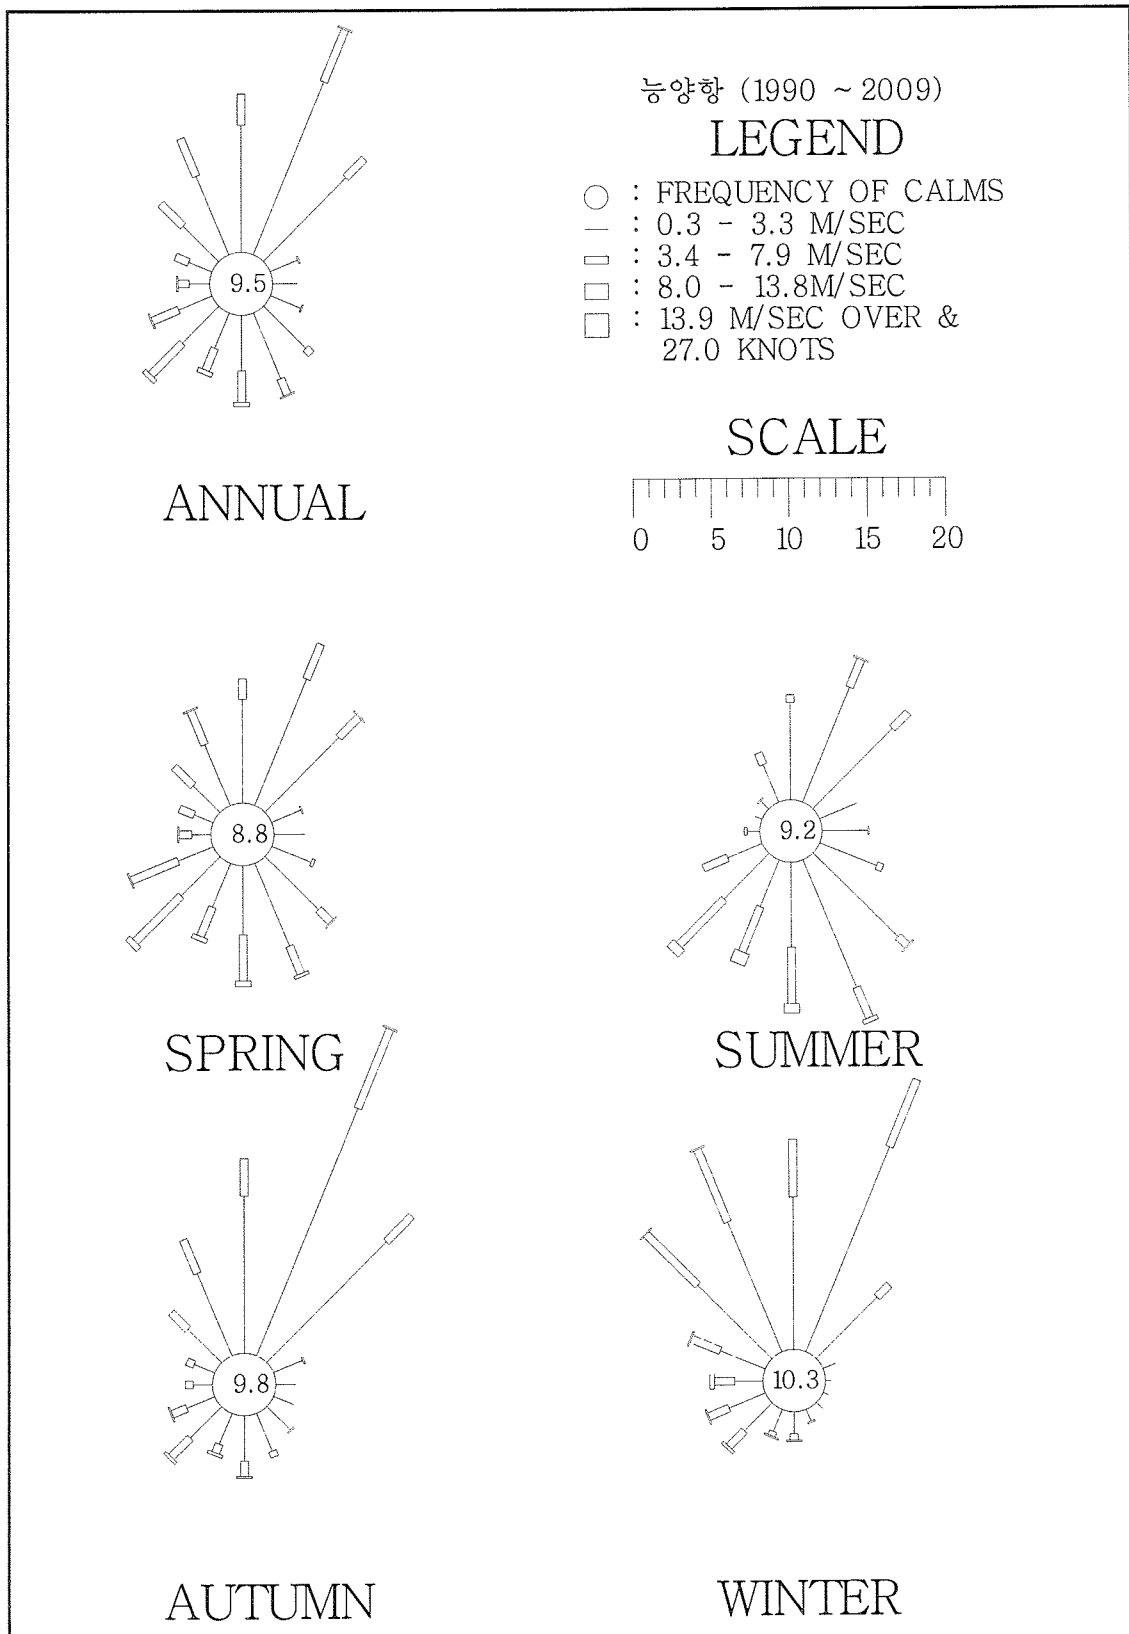 능양항 (1990 ~ 2009)
LEGEND
: FREQUENCY OF CALMS
: 0.3 - 3.3 M/SEC
: 3.4 - 7.9 M/SEC
: 8.0 - 13.8M/SEC
: 13.9 M/SEC OVER &
27.0 KNOTS
9.5
ANNUAL
SCALE
0 5 10 15 20
8.8
SPRING
9.2
SUMMER
9.8
AUTUMN
10.3
WINTER